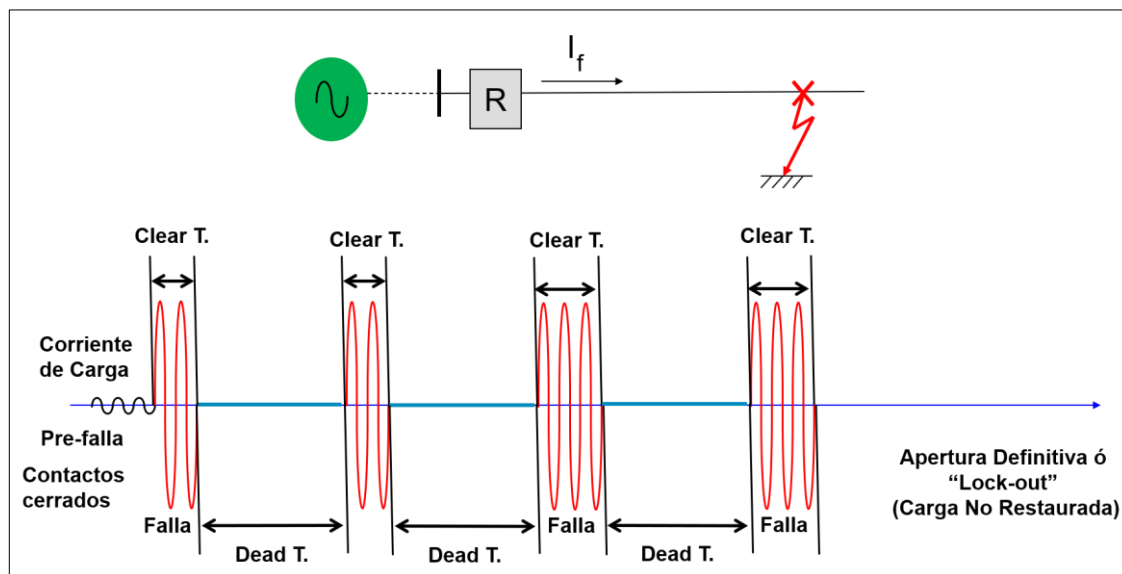 I_f
R
Clear T.
Clear T.
Clear T.
Clear T.
Corriente
de Carga
Pre-falla
Contactos
cerrados
Falla
Falla
Falla
Dead T.
Dead T.
Dead T.
Apertura Definitiva ó
“Lock-out”
(Carga No Restaurada)